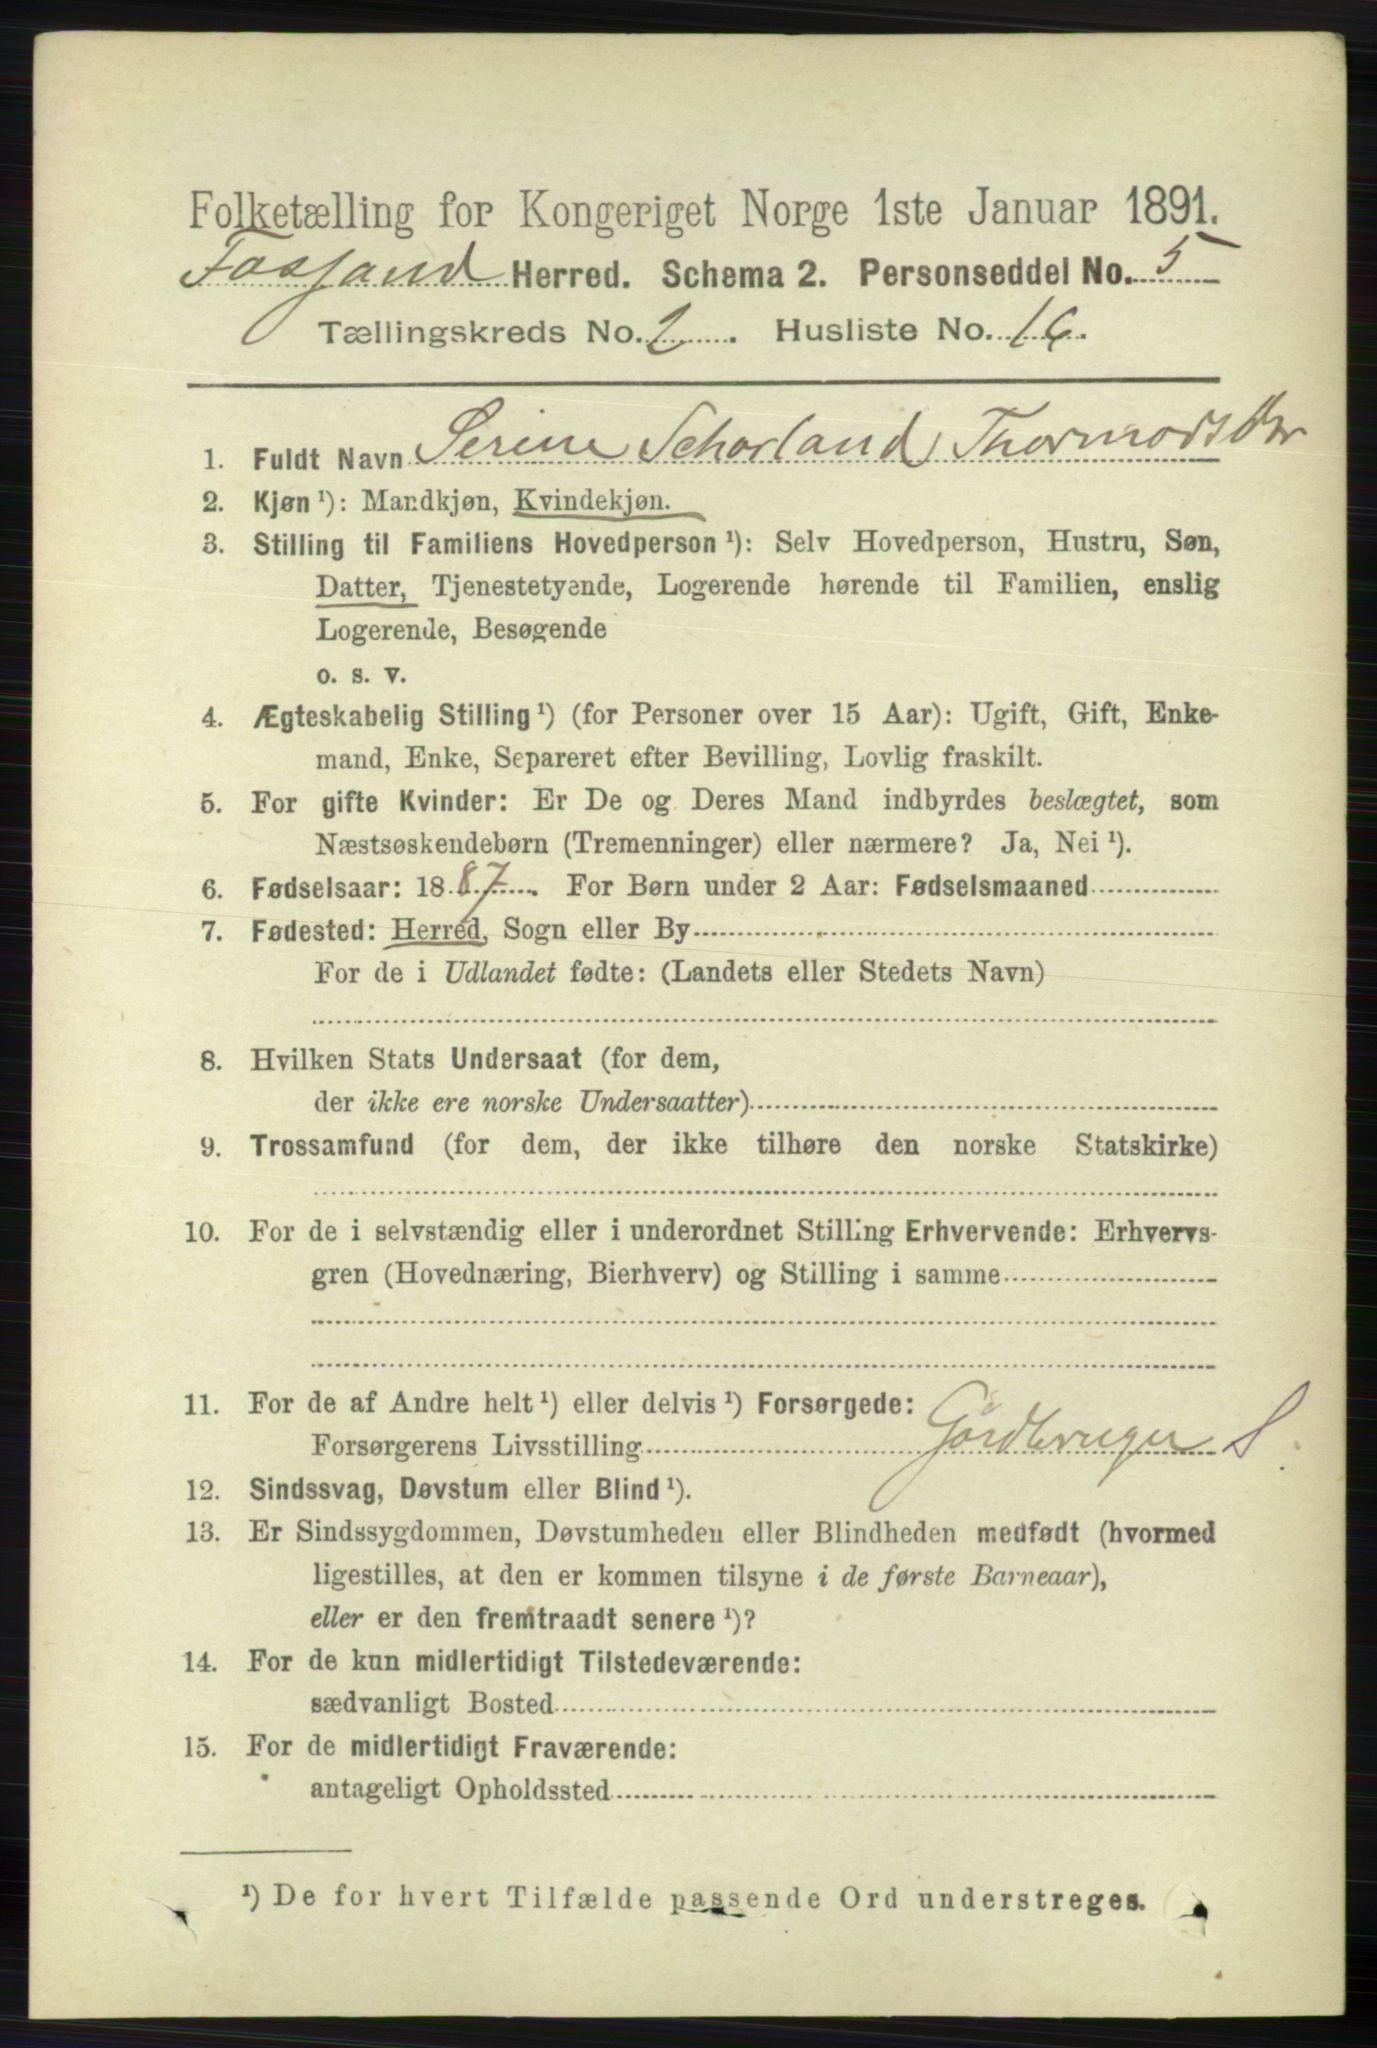 Folketælling for Kongeriget Norge 1ste Januar 1891.
Fossand Herred. Schema 2. Personseddel No. 5
Tællingskreds No. 2. Husliste No. 16.
1. Fuldt Navn Serine Schorland Thormodsdtr
2. Kjøn ¹): Mandkjøn, Kvindekjøn.
3. Stilling til Familiens Hovedperson ¹): Selv Hovedperson, Hustru, Søn,
Datter, Tjenestetyende, Logerende hørende til Familien, enslig
Logerende, Besøgende
o. s. v.
4. Ægteskabelig Stilling ¹) (for Personer over 15 Aar): Ugift, Gift, Enke-
mand, Enke, Separeret efter Bevilling, Lovlig fraskilt.
5. For gifte Kvinder: Er De og Deres Mand indbyrdes beslægtet, som
Næstsøskendebørn (Tremenninger) eller nærmere? Ja, Nei ¹).
6. Fødselsaar: 1887. For Børn under 2 Aar: Fødselsmaaned
7. Fødested: Herred, Sogn eller By
For de i Udlandet fødte: (Landets eller Stedets Navn)
8. Hvilken Stats Undersaat (for dem,
der ikke ere norske Undersaatter)
9. Trossamfund (for dem, der ikke tilhøre den norske Statskirke)
10. For de i selvstændig eller i underordnet Stilling Erhvervende: Erhvervs-
gren (Hovednæring, Bierhverv) og Stilling i samme
11. For de af Andre helt ¹) eller delvis ¹) Forsørgede:
Forsørgerens Livsstilling Gårdbruger S
12. Sindssvag, Døvstum eller Blind ¹).
13. Er Sindssygdommen, Døvstumheden eller Blindheden medfødt (hvormed
ligestilles, at den er kommen tilsyne i de første Barneaar),
eller er den fremtraadt senere ¹)?
14. For de kun midlertidigt Tilstedeværende:
sædvanligt Bosted
15. For de midlertidigt Fraværende:
antageligt Opholdssted
¹) De for hvert Tilfælde passende Ord understreges.